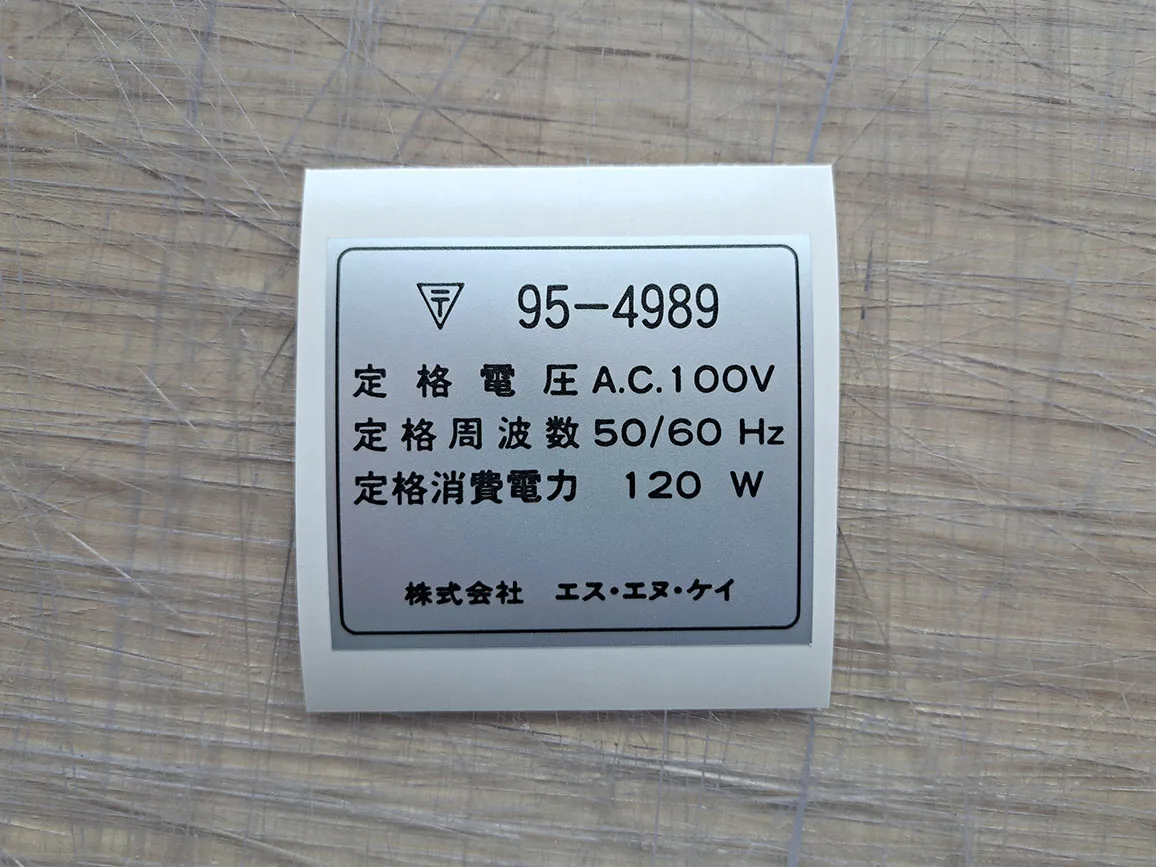 〒 95-4989
定格電圧 A.C.100V
定格周波数 50/60 Hz
定格消費電力 120 W
株式会社 エス・エヌ・ケイ